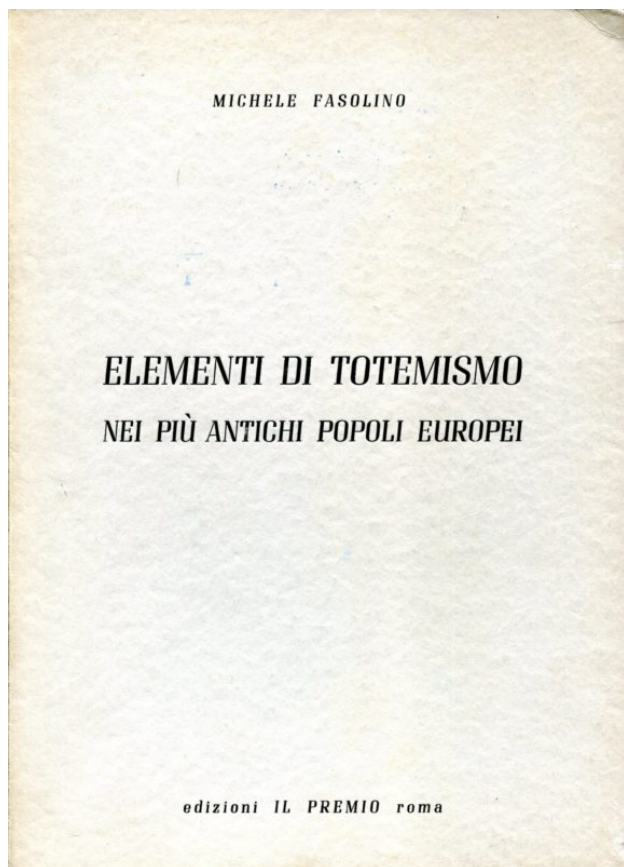 MICHELE FASOLINO
ELEMENTI DI TOTEMISMO
NEI PIÙ ANTICHI POPOLI EUROPEI
edizioni IL PREMIO roma